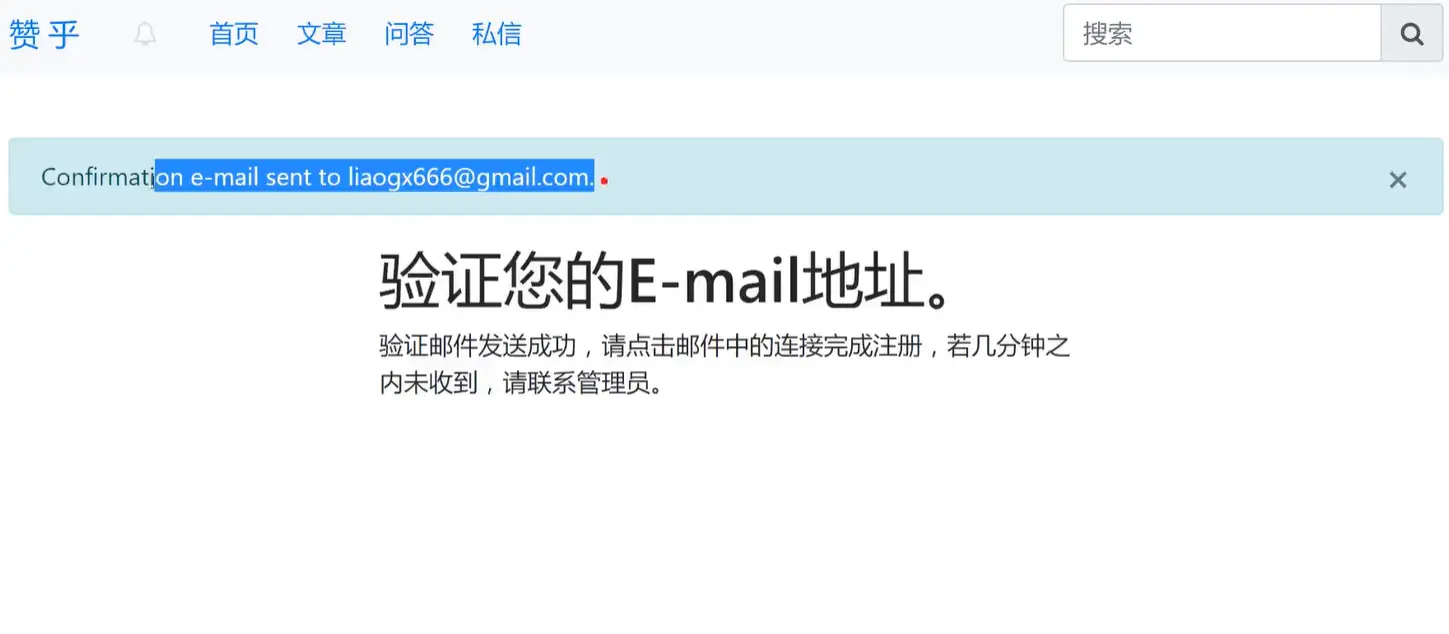 赞乎 首页 文章 问答 私信 搜索
Confirmation e-mail sent to liaogx666@gmail.com.
验证您的E-mail地址。
验证邮件发送成功，请点击邮件中的连接完成注册，若几分钟之
内未收到，请联系管理员。